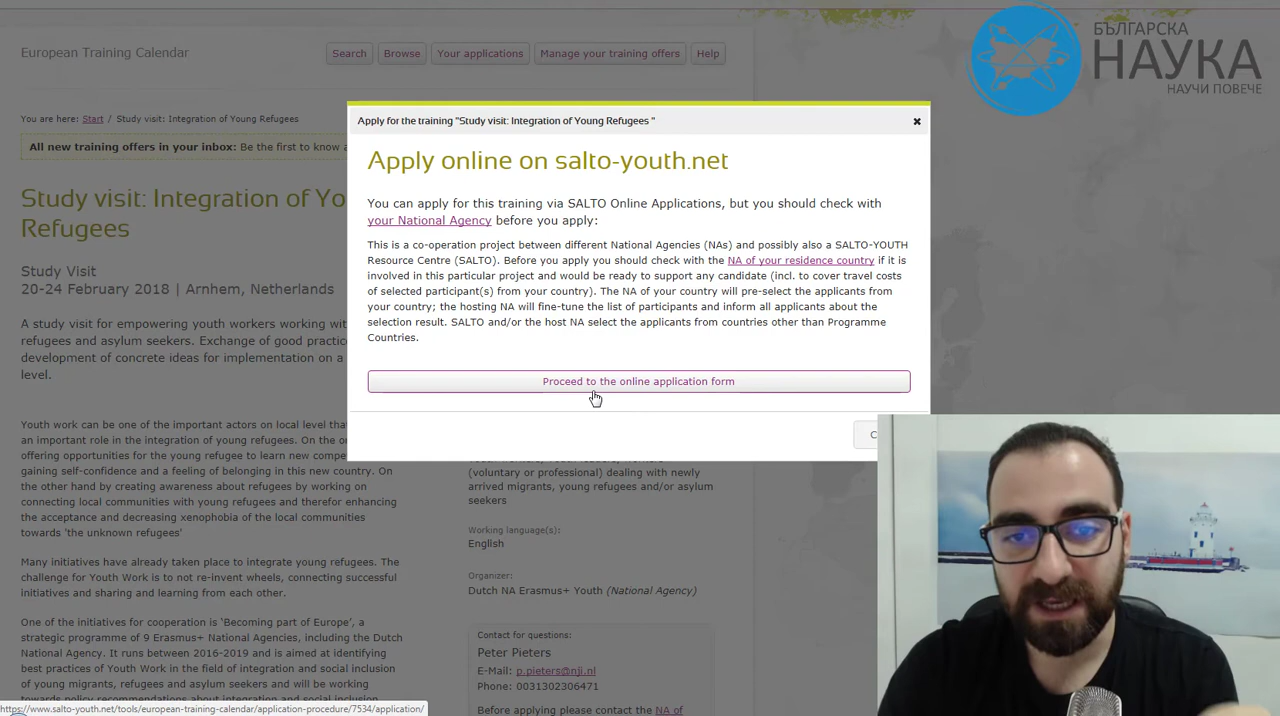 European Training Calendar
Search
Browse
Your applications
Manage your training offers
Help
БЪЛГАРСКА
НАУКА
НАУЧИ ПОВЕЧЕ
You are here: Start / Study visit: Integration of Young Refugees
All new training offers in your inbox: Be the first to know a
Study visit: Integration of Yo
Refugees
Study Visit
20-24 February 2018 | Arnhem, Netherlands
A study visit for empowering youth workers working wit
refugees and asylum seekers. Exchange of good practic
development of concrete ideas for implementation on a
level.
Youth work can be one of the important actors on local level tha
an important role in the integration of young refugees. On the on
offering opportunities for the young refugee to learn new compe
gaining self-confidence and a feeling of belonging in this new country. On
the other hand by creating awareness about refugees by working on
connecting local communities with young refugees and therefor enhancing
the acceptance and decreasing xenophobia of the local communities
towards 'the unknown refugees'
Many initiatives have already taken place to integrate young refugees. The
challenge for Youth Work is to not re-invent wheels, connecting successful
initiatives and sharing and learning from each other.
One of the initiatives for cooperation is 'Becoming part of Europe', a
strategic programme of 9 Erasmus+ National Agencies, including the Dutch
National Agency. It runs between 2016-2019 and is aimed at identifying
best practices of Youth Work in the field of integration and social inclusion
of young migrants, refugees and asylum seekers and will be working
towards policy recommendations about integration and social inclusion
Apply for the training "Study visit: Integration of Young Refugees "
Apply online on salto-youth.net
You can apply for this training via SALTO Online Applications, but you should check with
your National Agency before you apply:
This is a co-operation project between different National Agencies (NAs) and possibly also a SALTO-YOUTH
Resource Centre (SALTO). Before you apply you should check with the NA of your residence country if it is
involved in this particular project and would be ready to support any candidate (incl. to cover travel costs
of selected participant(s) from your country). The NA of your country will pre-select the applicants from
your country; the hosting NA will fine-tune the list of participants and inform all applicants about the
selection result. SALTO and/or the host NA select the applicants from countries other than Programme
Countries.
Proceed to the online application form
C
(voluntary or professional) dealing with newly
arrived migrants, young refugees and/or asylum
seekers
Working language(s):
English
Organizer:
Dutch NA Erasmus+ Youth (National Agency)
Contact for questions:
Peter Pieters
E-Mail: p.pieters@nji.nl
Phone: 0031302306471
Before applying please contact the NA of
https://www.salto-youth.net/tools/european-training-calendar/application-procedure/7534/application/